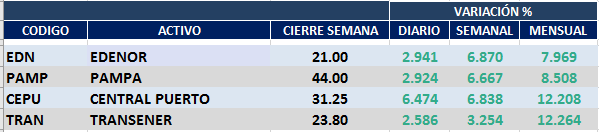 VARIACIÓN %
CODIGO ACTIVO CIERRE SEMANA DIARIO SEMANAL MENSUAL
EDN EDENOR 21.00 2.941 6.870 7.969
PAMP PAMPA 44.00 2.924 6.667 8.508
CEPU CENTRAL PUERTO 31.25 6.474 6.838 12.208
TRAN TRANSENER 23.80 2.586 3.254 12.264